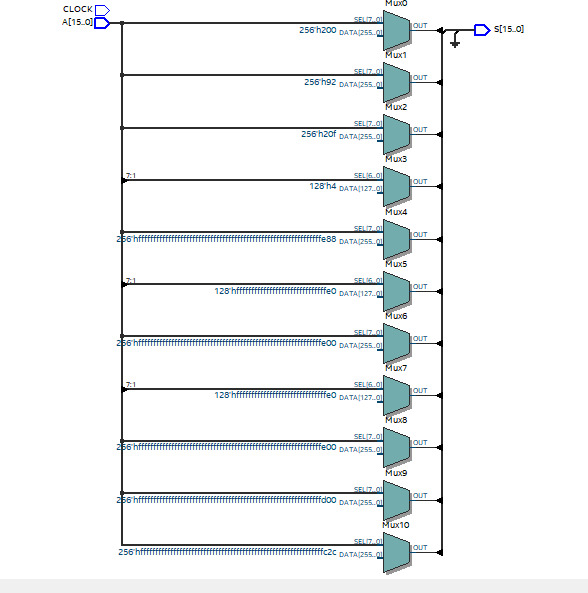 CLOCK
A[15..0]
Mux0
SEL[7..0]
256'h200 DATA[255..0]
OUT
S[15..0]
Mux1
SEL[7..0]
256'h92 DATA[255..0]
OUT
Mux2
SEL[7..0]
256'h20f DATA[255..0]
OUT
Mux3
7:1
SEL[6..0]
128'h4 DATA[127..0]
OUT
Mux4
SEL[7..0]
256'hfffffffffffffffffffffffffffffffffffffffffffffffffffffffffffffe88 DATA[255..0]
OUT
Mux5
7:1
SEL[6..0]
128'hffffffffffffffffffffffffffffffe0 DATA[127..0]
OUT
Mux6
SEL[7..0]
256'hfffffffffffffffffffffffffffffffffffffffffffffffffffffffffffffe00 DATA[255..0]
OUT
Mux7
7:1
SEL[6..0]
128'hffffffffffffffffffffffffffffffe0 DATA[127..0]
OUT
Mux8
SEL[7..0]
256'hfffffffffffffffffffffffffffffffffffffffffffffffffffffffffffffe00 DATA[255..0]
OUT
Mux9
SEL[7..0]
256'hfffffffffffffffffffffffffffffffffffffffffffffffffffffffffffffd00 DATA[255..0]
OUT
Mux10
SEL[7..0]
256'hfffffffffffffffffffffffffffffffffffffffffffffffffffffffffffffc2c DATA[255..0]
OUT